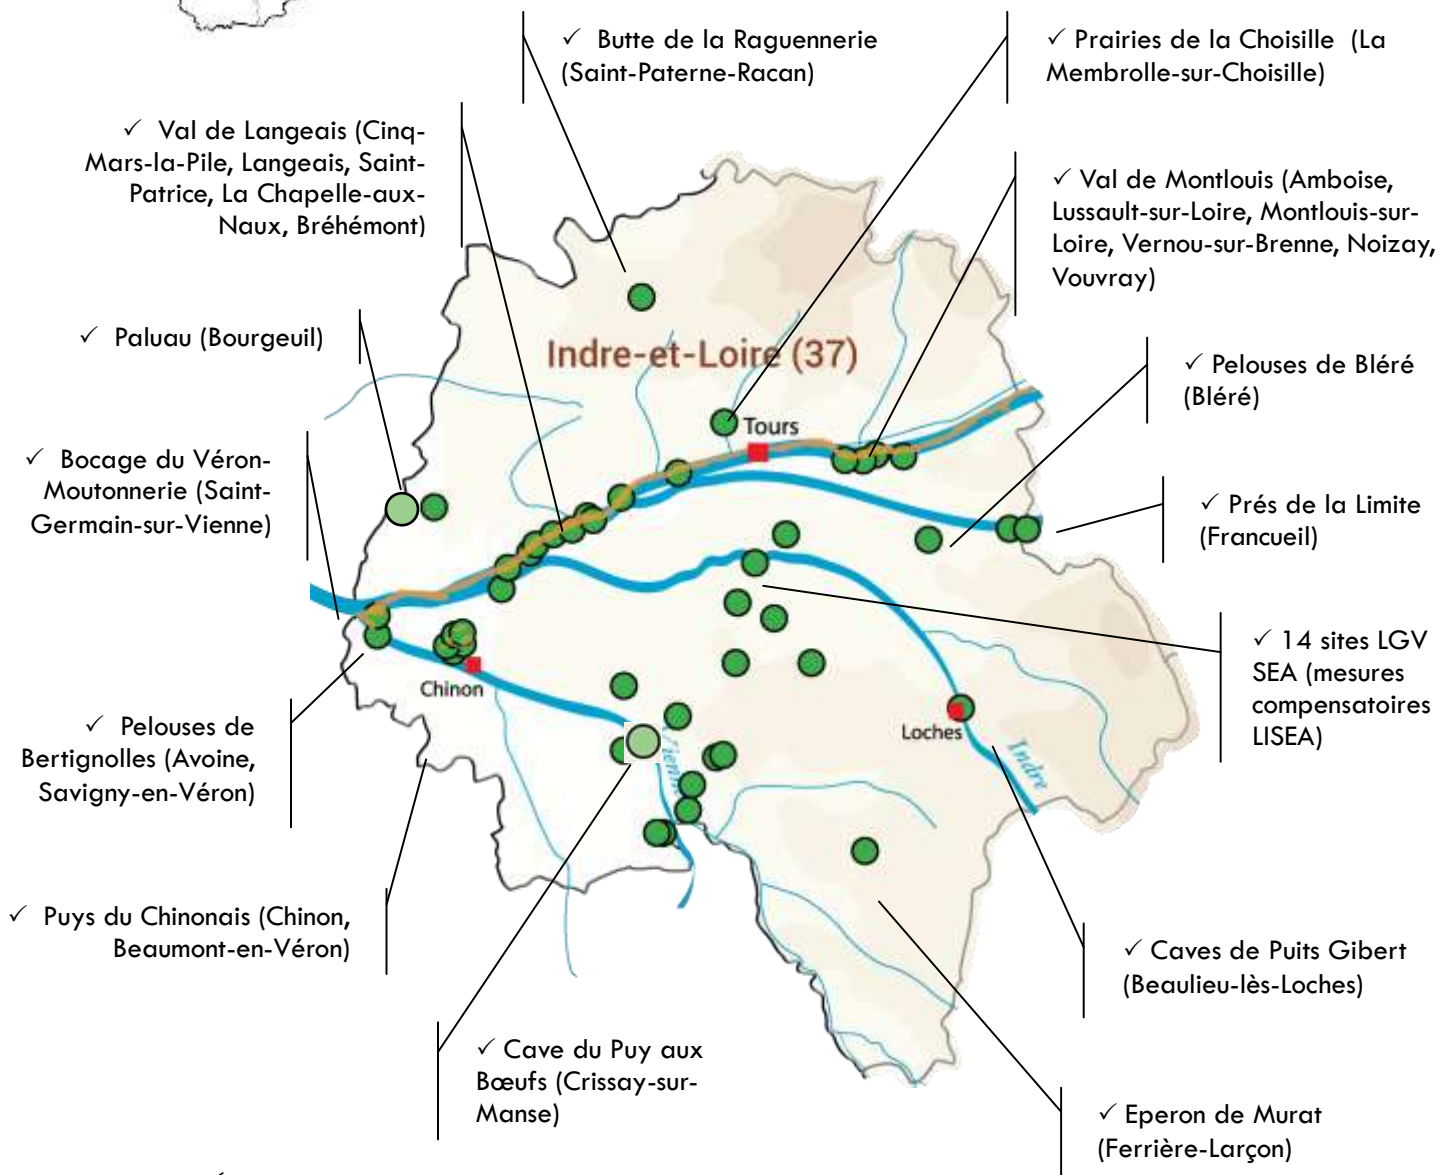 ✓ Butte de la Raguennerie
(Saint-Paterne-Racan)
✓ Prairies de la Choisille (La
Membrolle-sur-Choisille)
✓ Val de Langeais (Cinq-
Mars-la-Pile, Langeais, Saint-
Patrice, La Chapelle-aux-
Naux, Bréhémont)
✓ Val de Montlouis (Amboise,
Lussault-sur-Loire, Montlouis-sur-
Loire, Vernou-sur-Brenne, Noizay,
Vouvray)
✓ Paluau (Bourgeuil)
Indre-et-Loire (37)
✓ Pelouses de Bléré
(Bléré)
Tours
✓ Bocage du Véron-
Moutonnerie (Saint-
Germain-sur-Vienne)
✓ Prés de la Limite
(Francueil)
✓ 14 sites LGV
SEA (mesures
compensatoires
LISEA)
Chinon
✓ Pelouses de
Bertignolles (Avoine,
Savigny-en-Véron)
Loches
Indre
✓ Puys du Chinonais (Chinon,
Beaumont-en-Véron)
✓ Caves de Puits Gibert
(Beaulieu-lès-Loches)
✓ Cave du Puy aux
Bœufs (Crissay-sur-
Manse)
✓ Eperon de Murat
(Ferrière-Larçon)